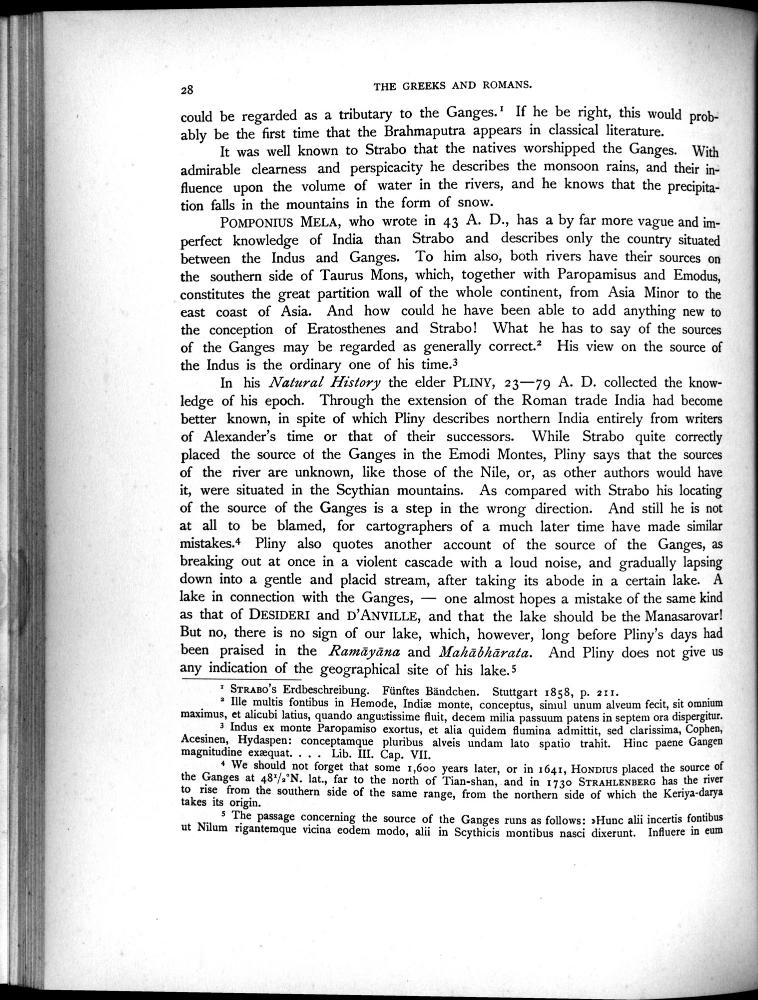 28
THE GREEKS AND ROMANS.
could be regarded as a tributary to the Ganges.¹ If he be right, this would prob-
ably be the first time that the Brahmaputra appears in classical literature.
It was well known to Strabo that the natives worshipped the Ganges. With
admirable clearness and perspicacity he describes the monsoon rains, and their in-
fluence upon the volume of water in the rivers, and he knows that the precipita-
tion falls in the mountains in the form of snow.
POMPONIUS MELA, who wrote in 43 A. D., has a by far more vague and im-
perfect knowledge of India than Strabo and describes only the country situated
between the Indus and Ganges. To him also, both rivers have their sources on
the southern side of Taurus Mons, which, together with Paropamisus and Emodus,
constitutes the great partition wall of the whole continent, from Asia Minor to the
east coast of Asia. And how could he have been able to add anything new to
the conception of Eratosthenes and Strabo! What he has to say of the sources
of the Ganges may be regarded as generally correct.² His view on the source of
the Indus is the ordinary one of his time.³
In his Natural History the elder PLINY, 23—79 A. D. collected the know-
ledge of his epoch. Through the extension of the Roman trade India had become
better known, in spite of which Pliny describes northern India entirely from writers
of Alexander's time or that of their successors. While Strabo quite correctly
placed the source of the Ganges in the Emodi Montes, Pliny says that the sources
of the river are unknown, like those of the Nile, or, as other authors would have
it, were situated in the Scythian mountains. As compared with Strabo his locating
of the source of the Ganges is a step in the wrong direction. And still he is not
at all to be blamed, for cartographers of a much later time have made similar
mistakes.⁴ Pliny also quotes another account of the source of the Ganges, as
breaking out at once in a violent cascade with a loud noise, and gradually lapsing
down into a gentle and placid stream, after taking its abode in a certain lake. A
lake in connection with the Ganges, — one almost hopes a mistake of the same kind
as that of DESIDERI and D'ANVILLE, and that the lake should be the Manasarovar!
But no, there is no sign of our lake, which, however, long before Pliny's days had
been praised in the Ramāyāna and Mahābhārata. And Pliny does not give us
any indication of the geographical site of his lake.⁵
¹ STRABO'S Erdbeschreibung. Fünftes Bändchen. Stuttgart 1858, p. 211.
² Ille multis fontibus in Hemode, Indiæ monte, conceptus, simul unum alveum fecit, sit omnium
maximus, et alicubi latius, quando angustissime fluit, decem milia passuum patens in septem ora dispergitur.
³ Indus ex monte Paropamiso exortus, et alia quidem flumina admittit, sed clarissima, Cophen,
Acesinen, Hydaspen: conceptamque pluribus alveis undam lato spatio trahit. Hinc paene Gangen
magnitudine exæquat. . . . Lib. III. Cap. VII.
⁴ We should not forget that some 1,600 years later, or in 1641, HONDIUS placed the source of
the Ganges at 48¹/₂°N. lat., far to the north of Tian-shan, and in 1730 STRAHLENBERG has the river
to rise from the southern side of the same range, from the northern side of which the Keriya-darya
takes its origin.
⁵ The passage concerning the source of the Ganges runs as follows: »Hunc alii incertis fontibus
ut Nilum rigantemque vicina eodem modo, alii in Scythicis montibus nasci dixerunt. Influere in eum